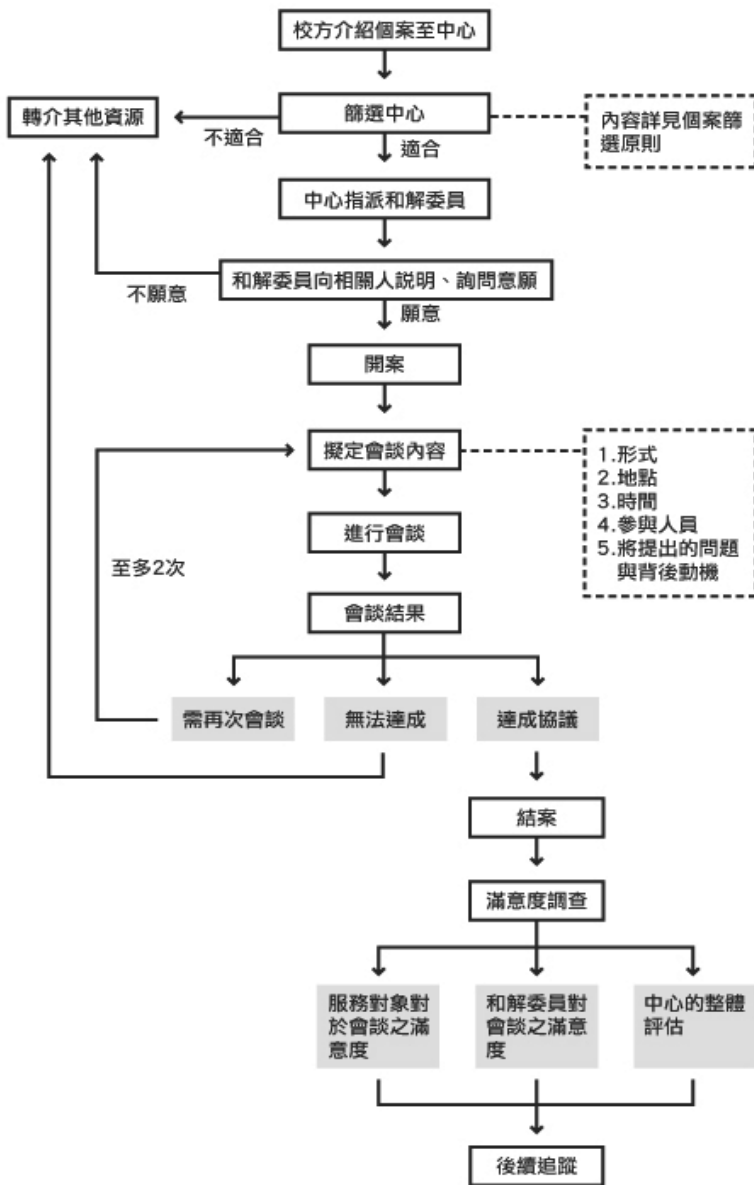 校方介紹個案至中心
轉介其他資源
不適合
篩選中心
適合
內容詳見個案篩
選原則
中心指派和解委員
不願意
和解委員向相關人說明、詢問意願
願意
開案
擬定會談內容
1.形式
2.地點
3.時間
4.參與人員
5.將提出的問題
與背後動機
進行會談
至多2次
會談結果
需再次會談
無法達成
達成協議
結案
滿意度調查
服務對象對
於會談之滿
意度
和解委員對
會談之滿意
度
中心的整體
評估
後續追蹤